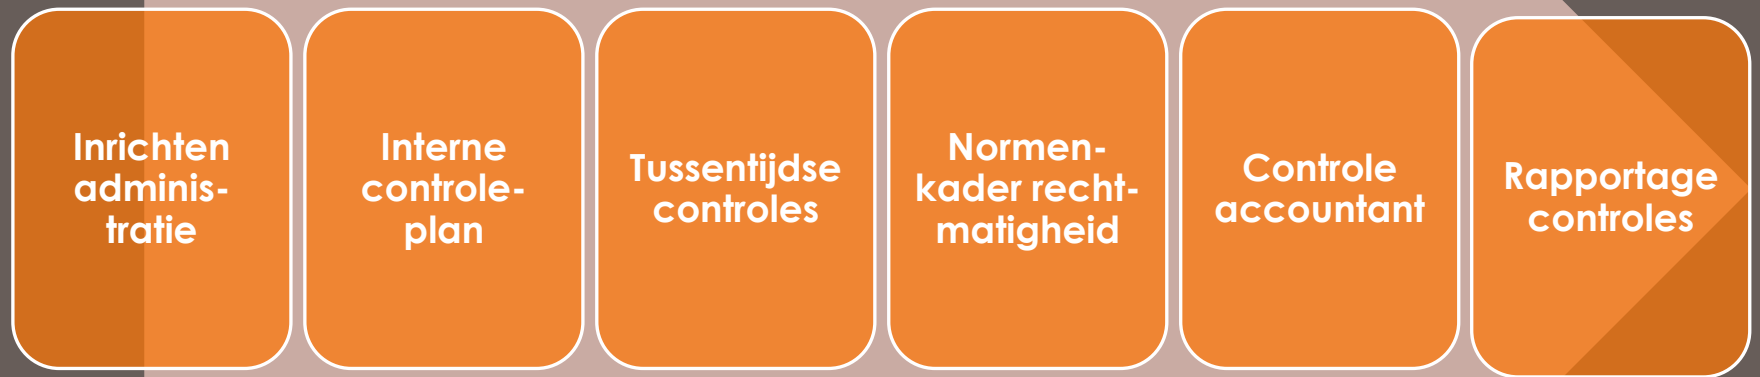 Inrichten
adminis-
tratie
Interne
controle-
plan
Tussentijdse
controles
Normen-
kader recht-
matigheid
Controle
accountant
Rapportage
controles